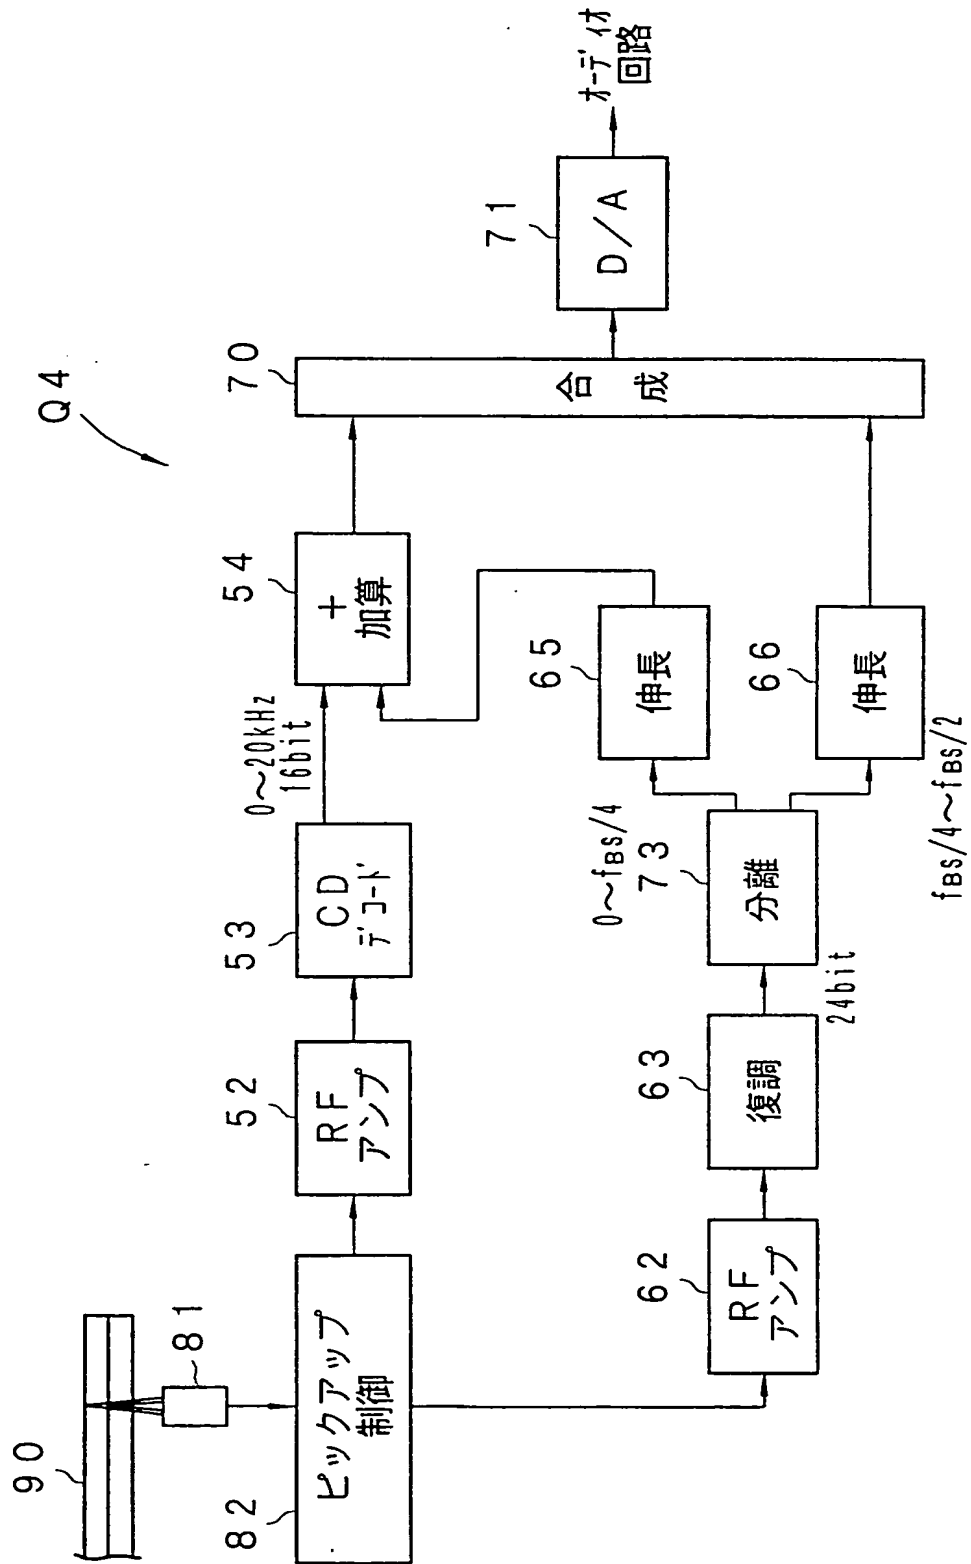 Q4
90
81
82
ピックアップ
制御
52
RF
アンプ
53
CD
デコード
0～20kHz
16bit
54
＋
加算
70
合 成
71
D/A
オーディオ
回路
62
RF
アンプ
63
復調
24bit
73
分離
0～fBS/4
65
伸長
66
伸長
fBS/4～fBS/2